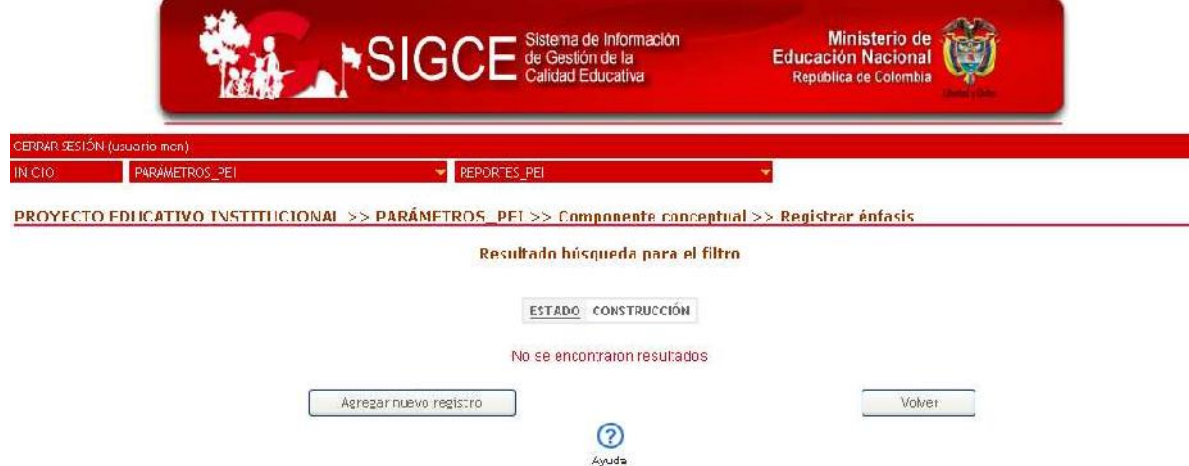 SIGCE
Sistema de Información
de Gestión de la
Calidad Educativa
Ministerio de
Educación Nacional
República de Colombia
Libertad y Orden
CERRAR SESIÓN (usuario men)
INICIO PARÁMETROS_PEI REPORTES_PEI
PROYECTO EDUCATIVO INSTITUCIONAL >> PARÁMETROS_PEI >> Componente conceptual >> Registrar énfasis
Resultado búsqueda para el filtro
ESTADO CONSTRUCCIÓN
No se encontraron resultados
Agregar nuevo registro Volver
Ayuda